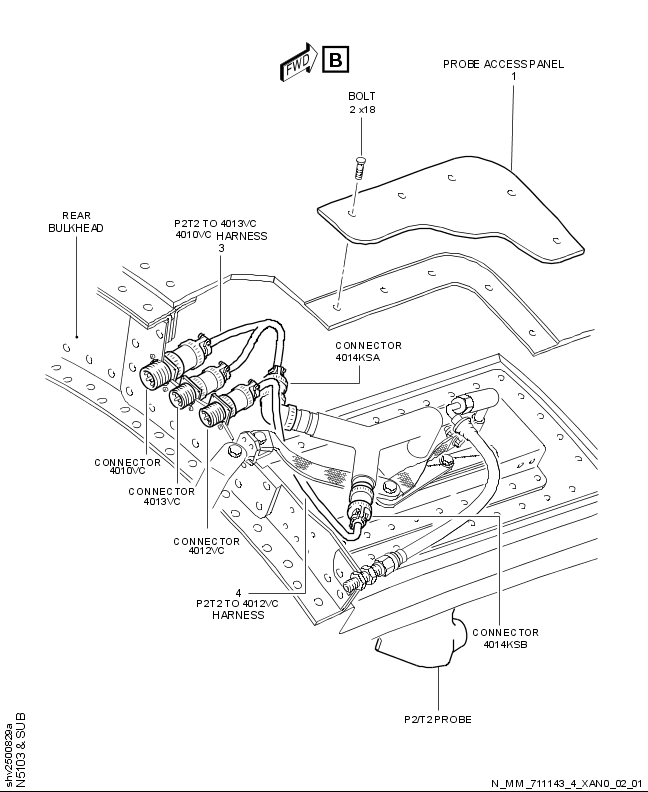 FWD
B
PROBE ACCESS PANEL
1
BOLT
2 x18
REAR
BULKHEAD
P2T2 TO 4013VC
4010VC HARNESS
3
CONNECTOR
4014KSA
CONNECTOR
4010VC
CONNECTOR
4013VC
CONNECTOR
4012VC
4
P2T2 TO 4012VC
HARNESS
CONNECTOR
4014KSB
P2/T2 PROBE
shv2500829a
N5103 & SUB
N_MM_711143_4_XAN0_02_01